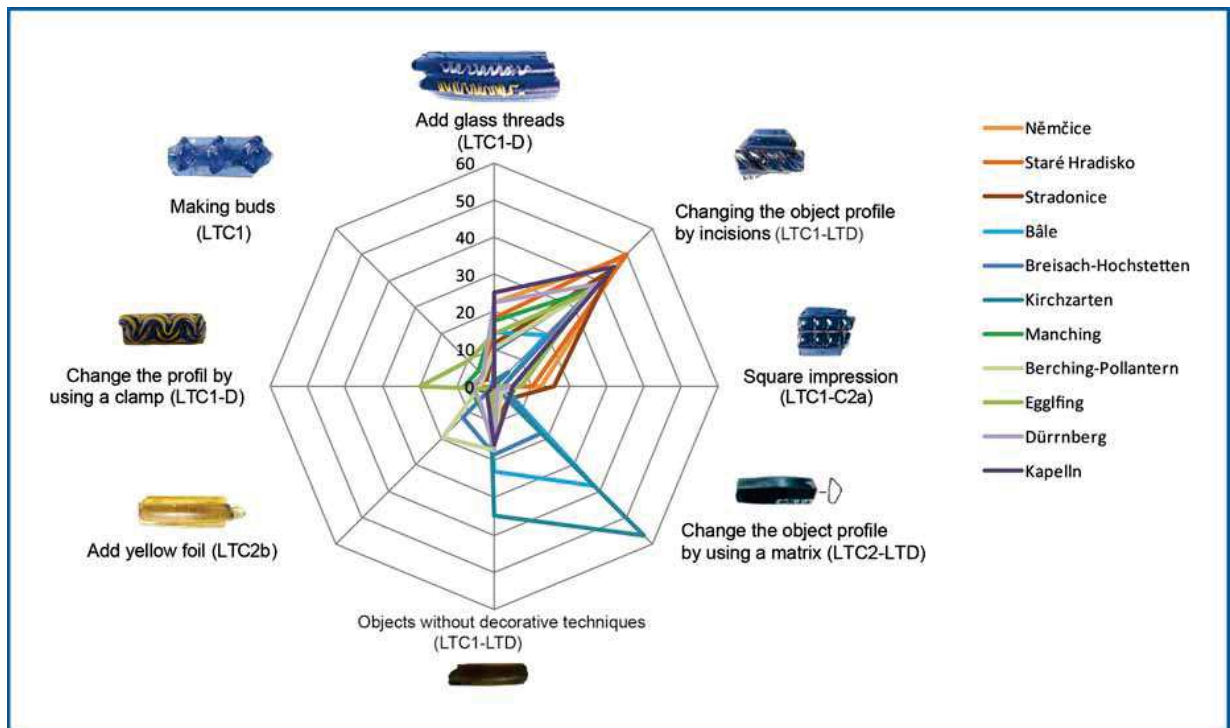 Add glass threads
(LTC1-D)
60
50
40
30
20
10
0
Making buds
(LTC1)
Changing the object profile
by incisions (LTC1-LTD)
Change the profil by
using a clamp (LTC1-D)
Square impression
(LTC1-C2a)
Add yellow foil (LTC2b)
Change the object profile
by using a matrix (LTC2-LTD)
Objects without decorative techniques
(LTC1-LTD)
Němčice
Staré Hradisko
Stradonice
Bâle
Breisach-Hochstetten
Kirchzarten
Manching
Berching-Pollantern
Egglfing
Dürrnberg
Kapelln